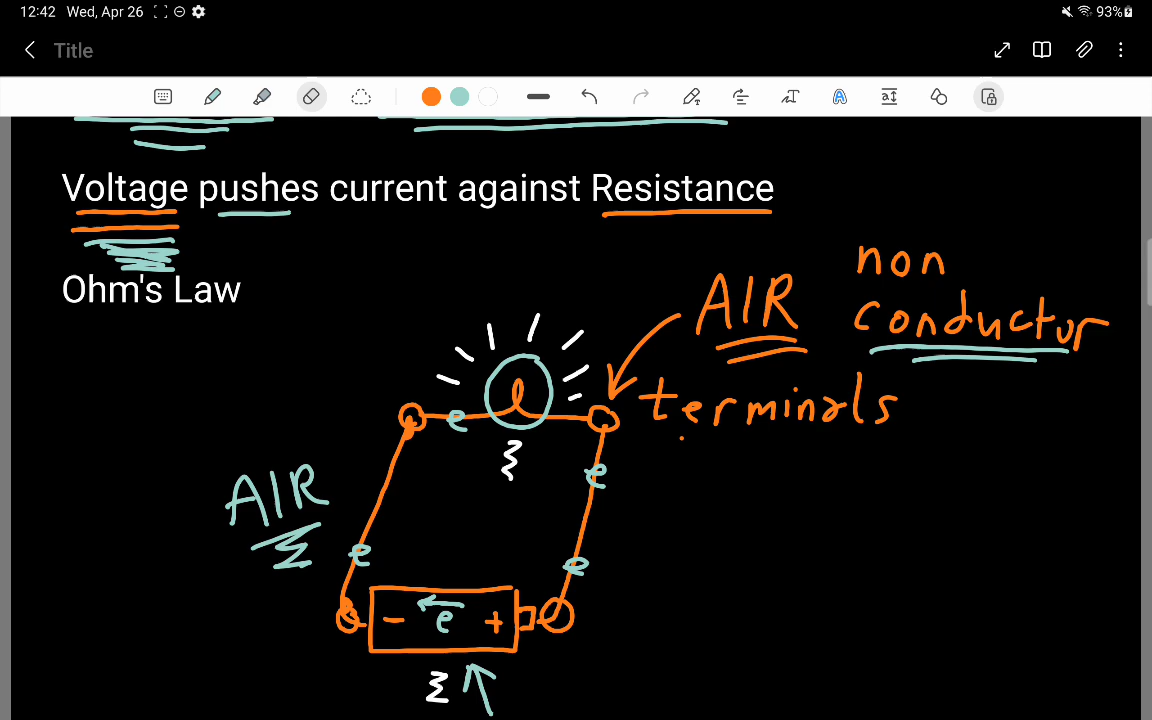 12:42 Wed, Apr 26 93%
Title
Voltage pushes current against Resistance
Ohm's Law
AIR
non
conductor
terminals
e
e
AIR
e
e
- e +